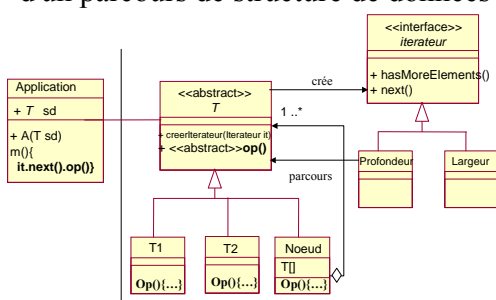 d'un parcours de structure de données
<<interface>>
iterateur
+ hasMoreElements()
+ next()
Application
+ T sd
+ A(T sd)
m(){
it.next().op()}
<<abstract>>
T
+ creerIterateur(Iterateur it)
+ <<abstract>>op()
crée
1 ..*
parcours
Profondeur
Largeur
T1
Op(){...}
T2
Op(){...}
Noeud
T[]
Op(){...}